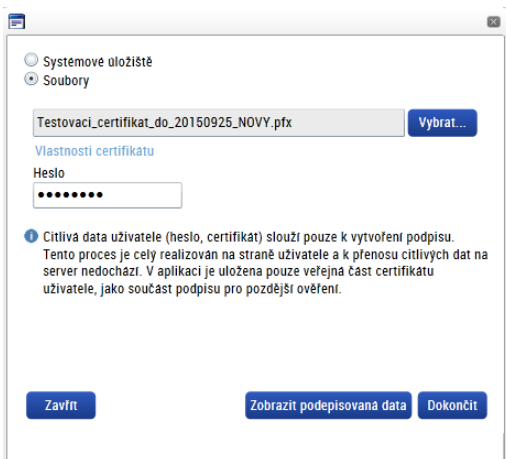 Systémové úložiště
Soubory
Testovaci_certifikat_do_20150925_NOVY.pfx
Vybrat...
Vlastnosti certifikátu
Heslo
••••••••
Citlivá data uživatele (heslo, certifikát) slouží pouze k vytvoření podpisu.
Tento proces je celý realizován na straně uživatele a k přenosu citlivých dat na
server nedochází. V aplikaci je uložena pouze veřejná část certifikátu
uživatele, jako součást podpisu pro pozdější ověření.
Zavřít
Zobrazit podepisovaná data
Dokončit